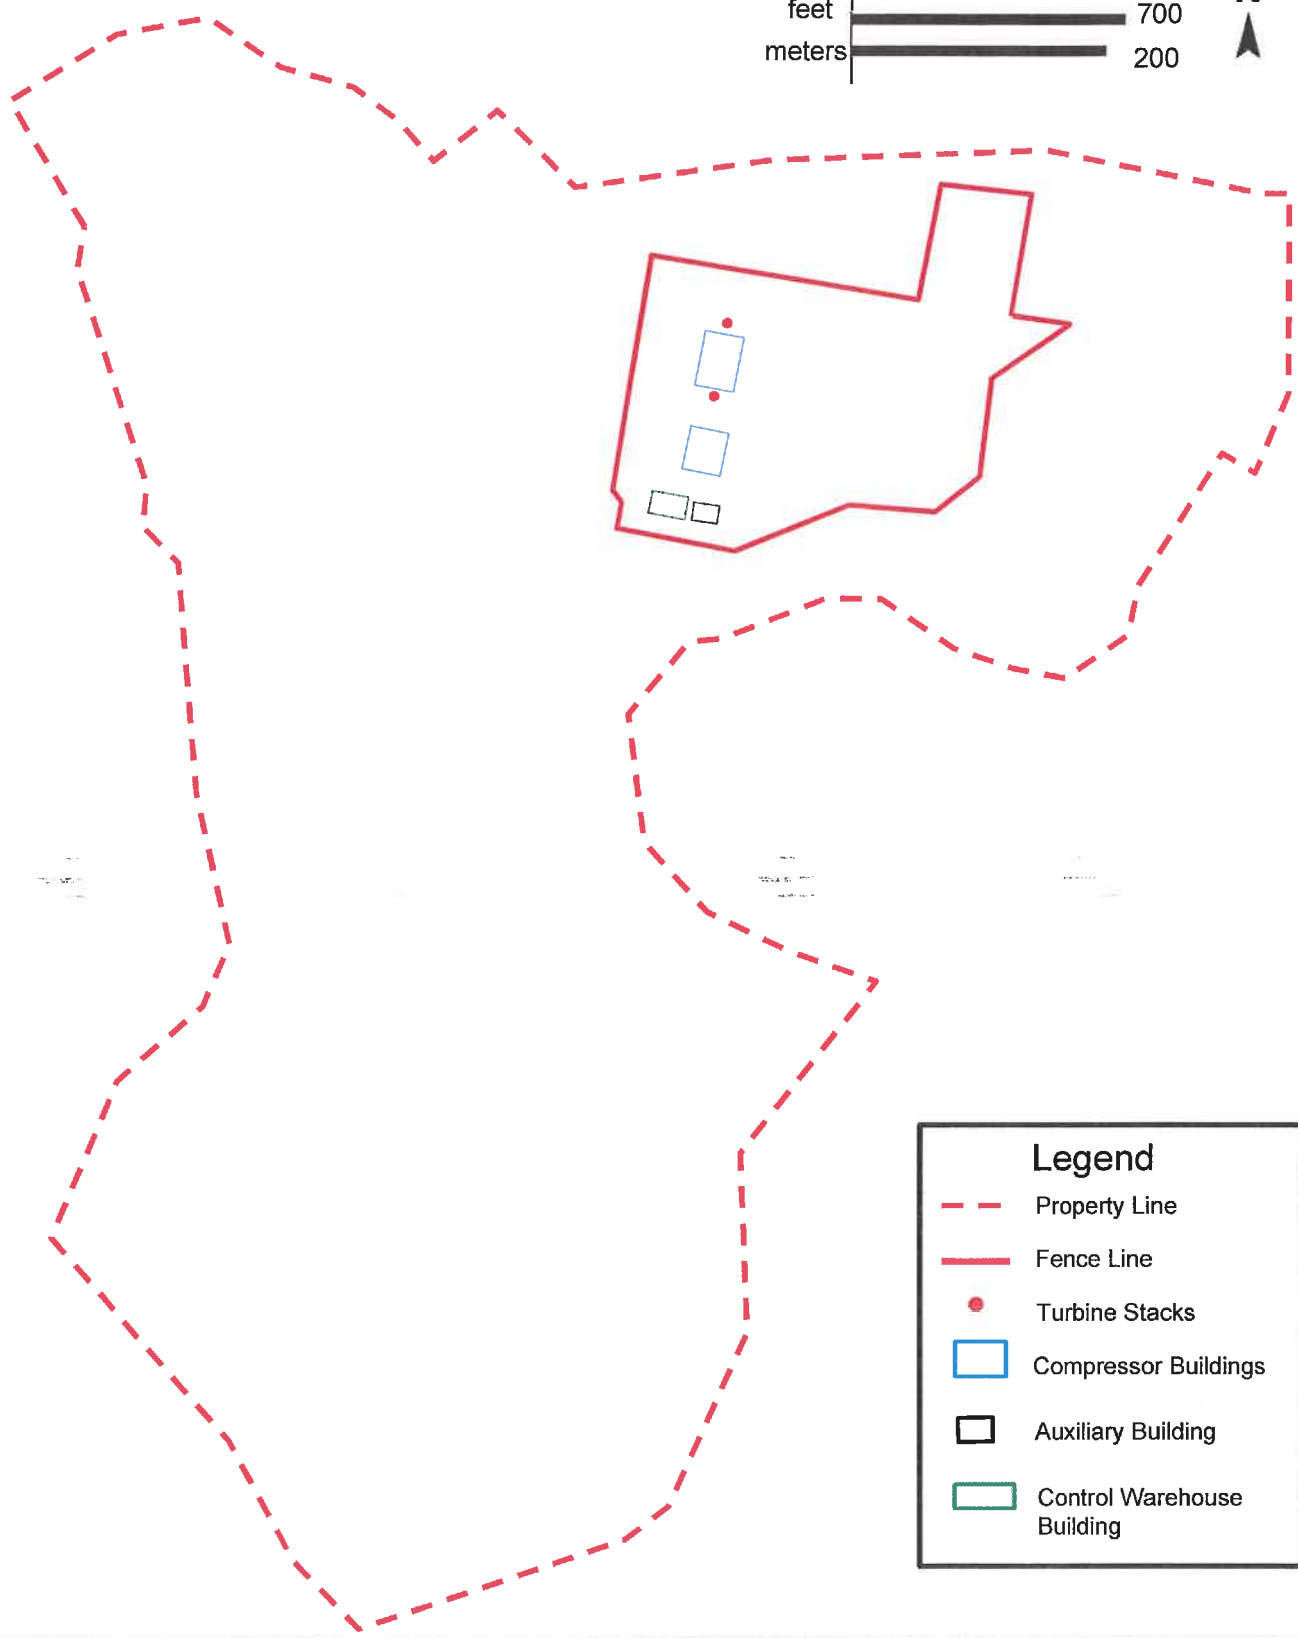 feet 700
meters 200
Legend
Property Line
Fence Line
Turbine Stacks
Compressor Buildings
Auxiliary Building
Control Warehouse
Building